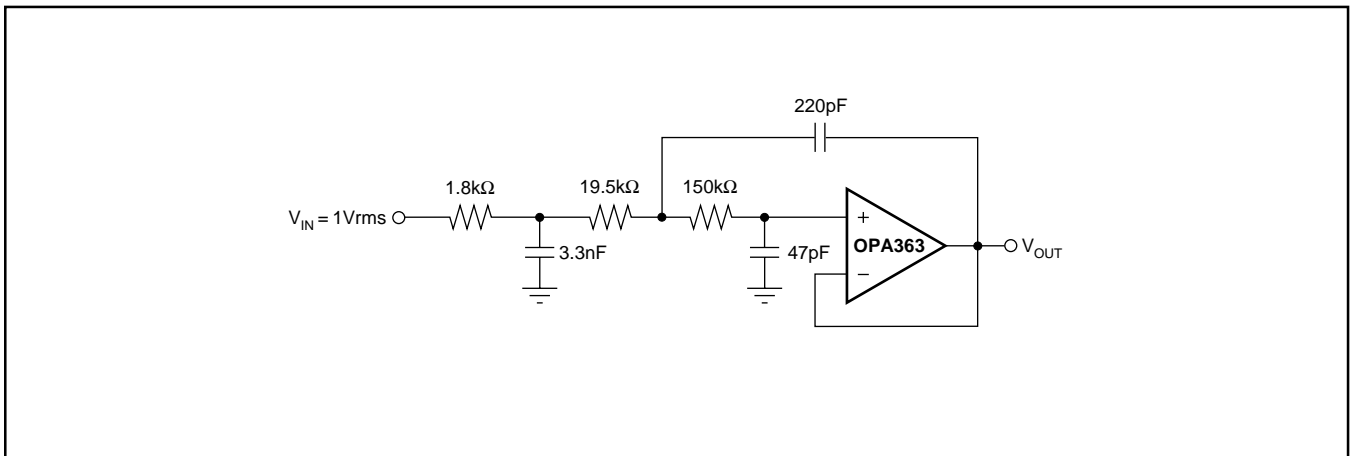 220pF
1.8kΩ
19.5kΩ
150kΩ
V_IN = 1Vrms
3.3nF
47pF
+
OPA363
−
V_OUT